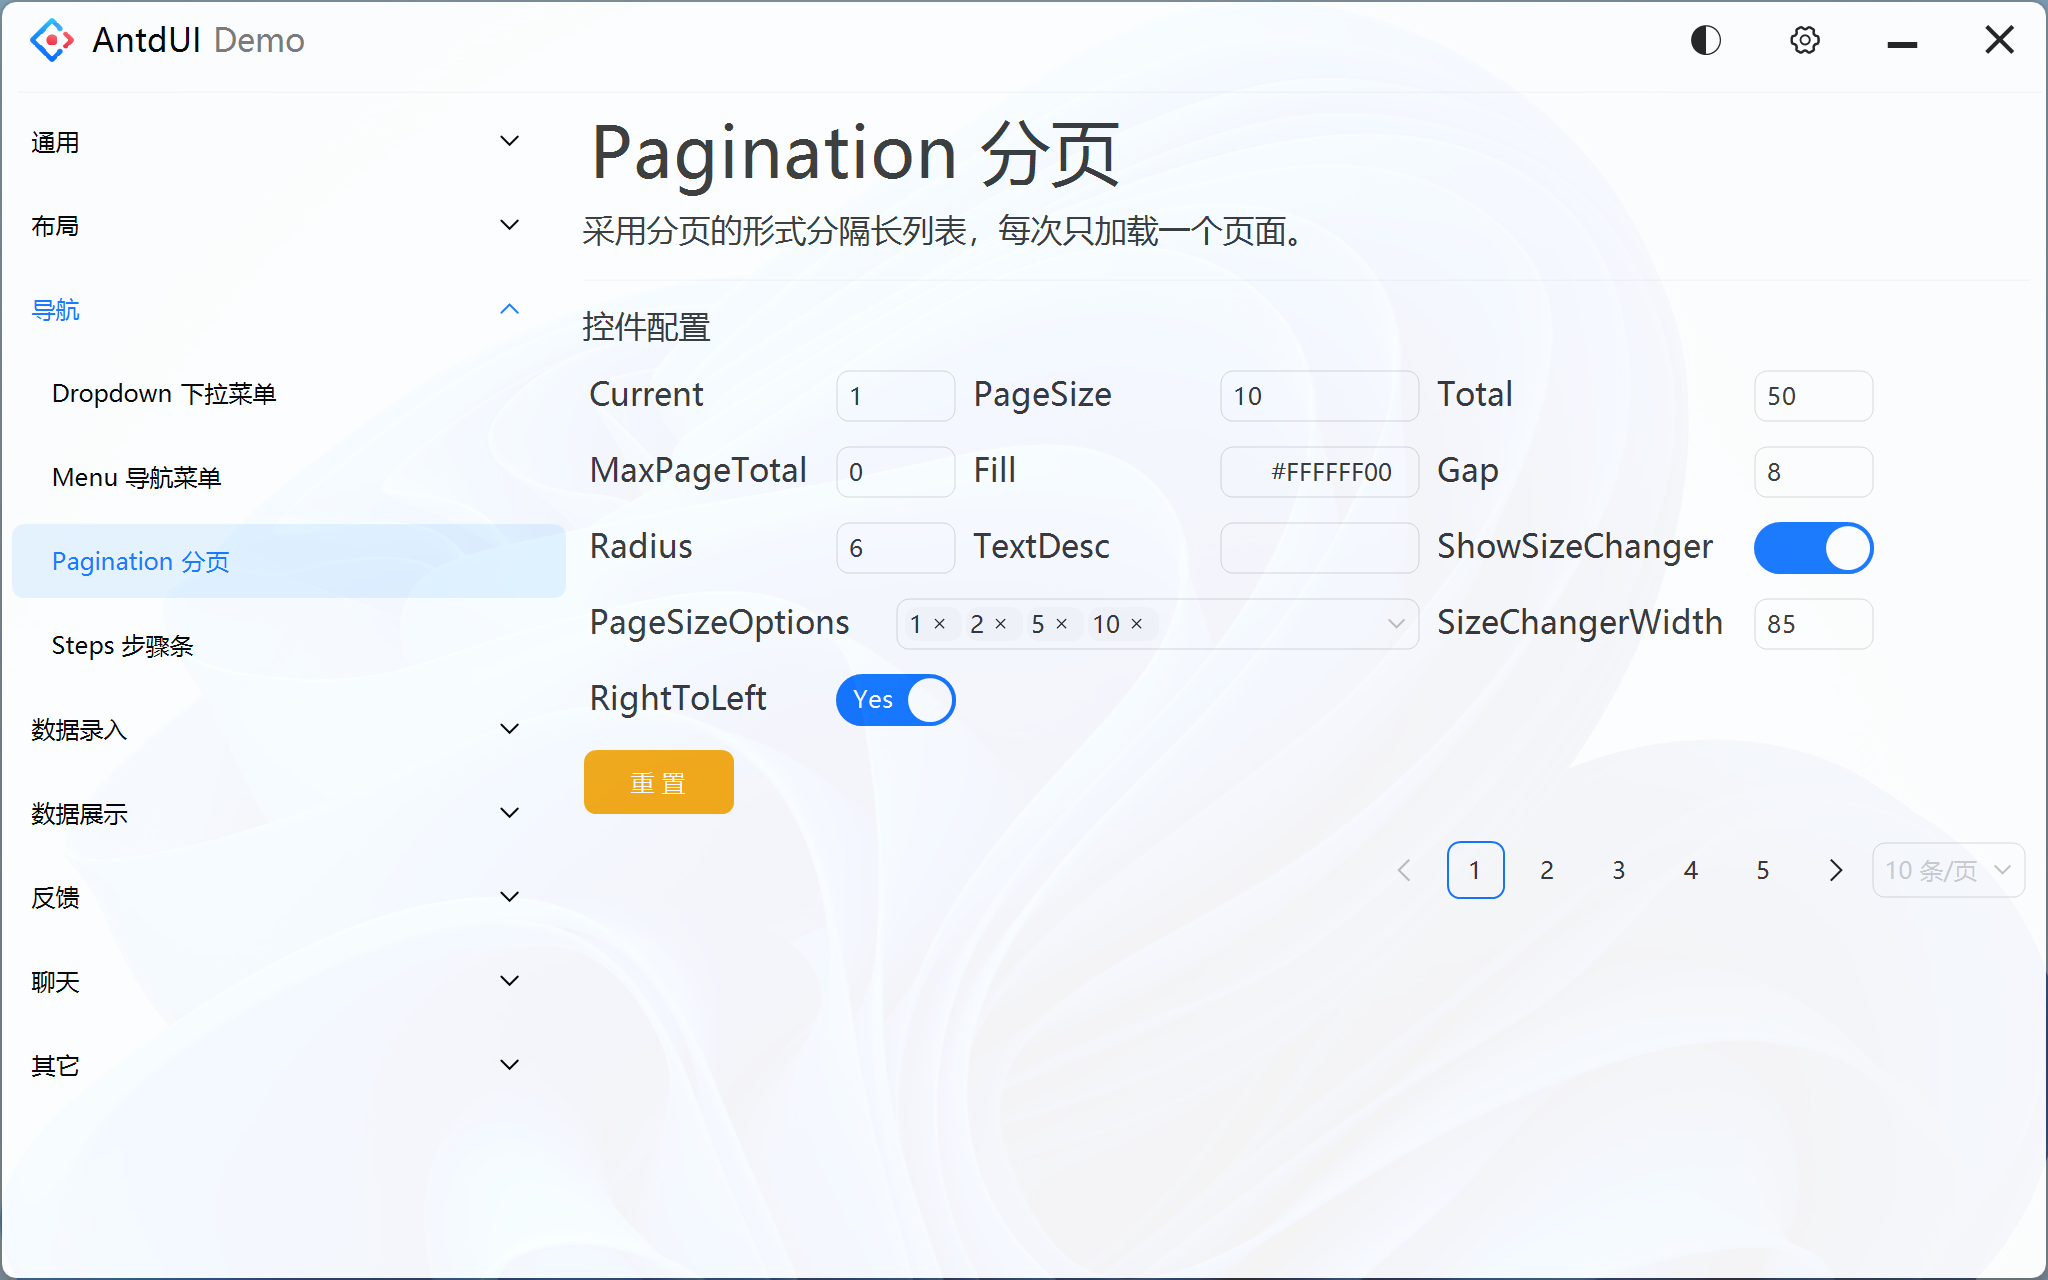 AntdUI Demo
通用
布局
导航
Dropdown 下拉菜单
Menu 导航菜单
Pagination 分页
Steps 步骤条
数据录入
数据展示
反馈
聊天
其它
Pagination 分页
采用分页的形式分隔长列表，每次只加载一个页面。
控件配置
Current 1 PageSize 10 Total 50
MaxPageTotal 0 Fill #FFFFFF00 Gap 8
Radius 6 TextDesc ShowSizeChanger
PageSizeOptions 1 × 2 × 5 × 10 × SizeChangerWidth 85
RightToLeft Yes
重置
1 2 3 4 5 10 条/页